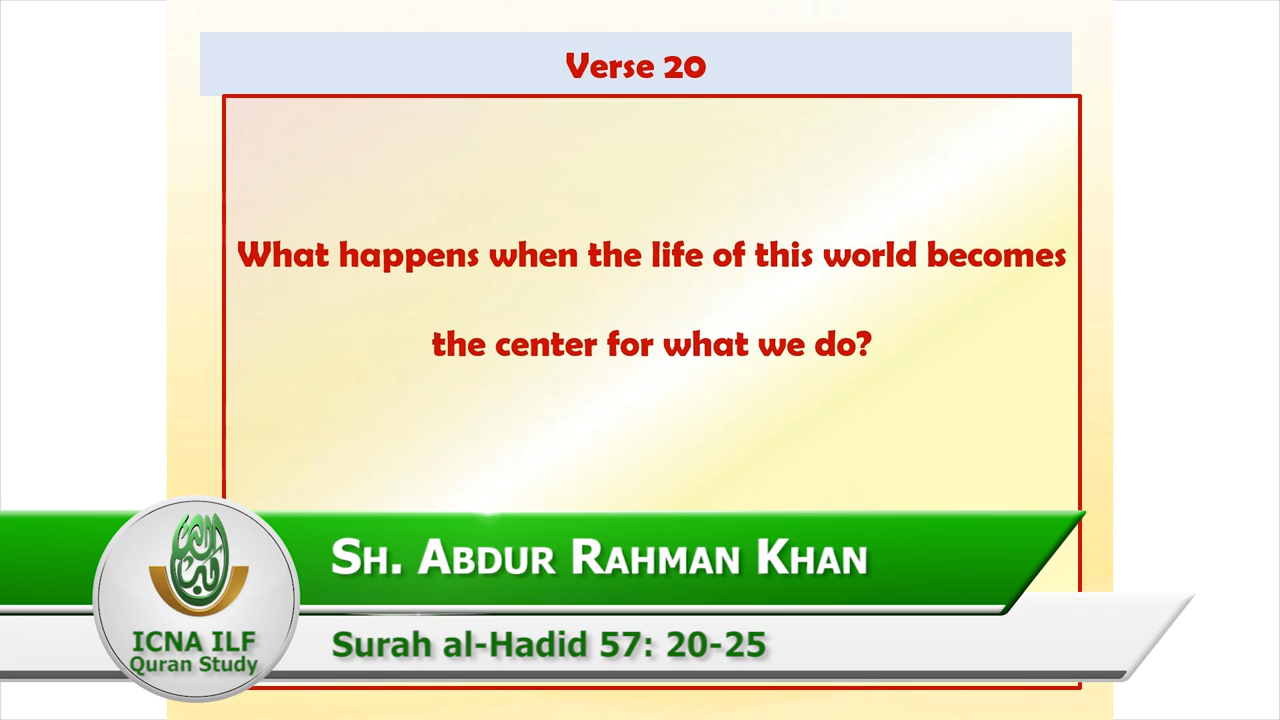 Verse 20
What happens when the life of this world becomes
the center for what we do?
SH. ABDUR RAHMAN KHAN
Surah al-Hadid 57: 20-25
ICNA ILF
Quran Study